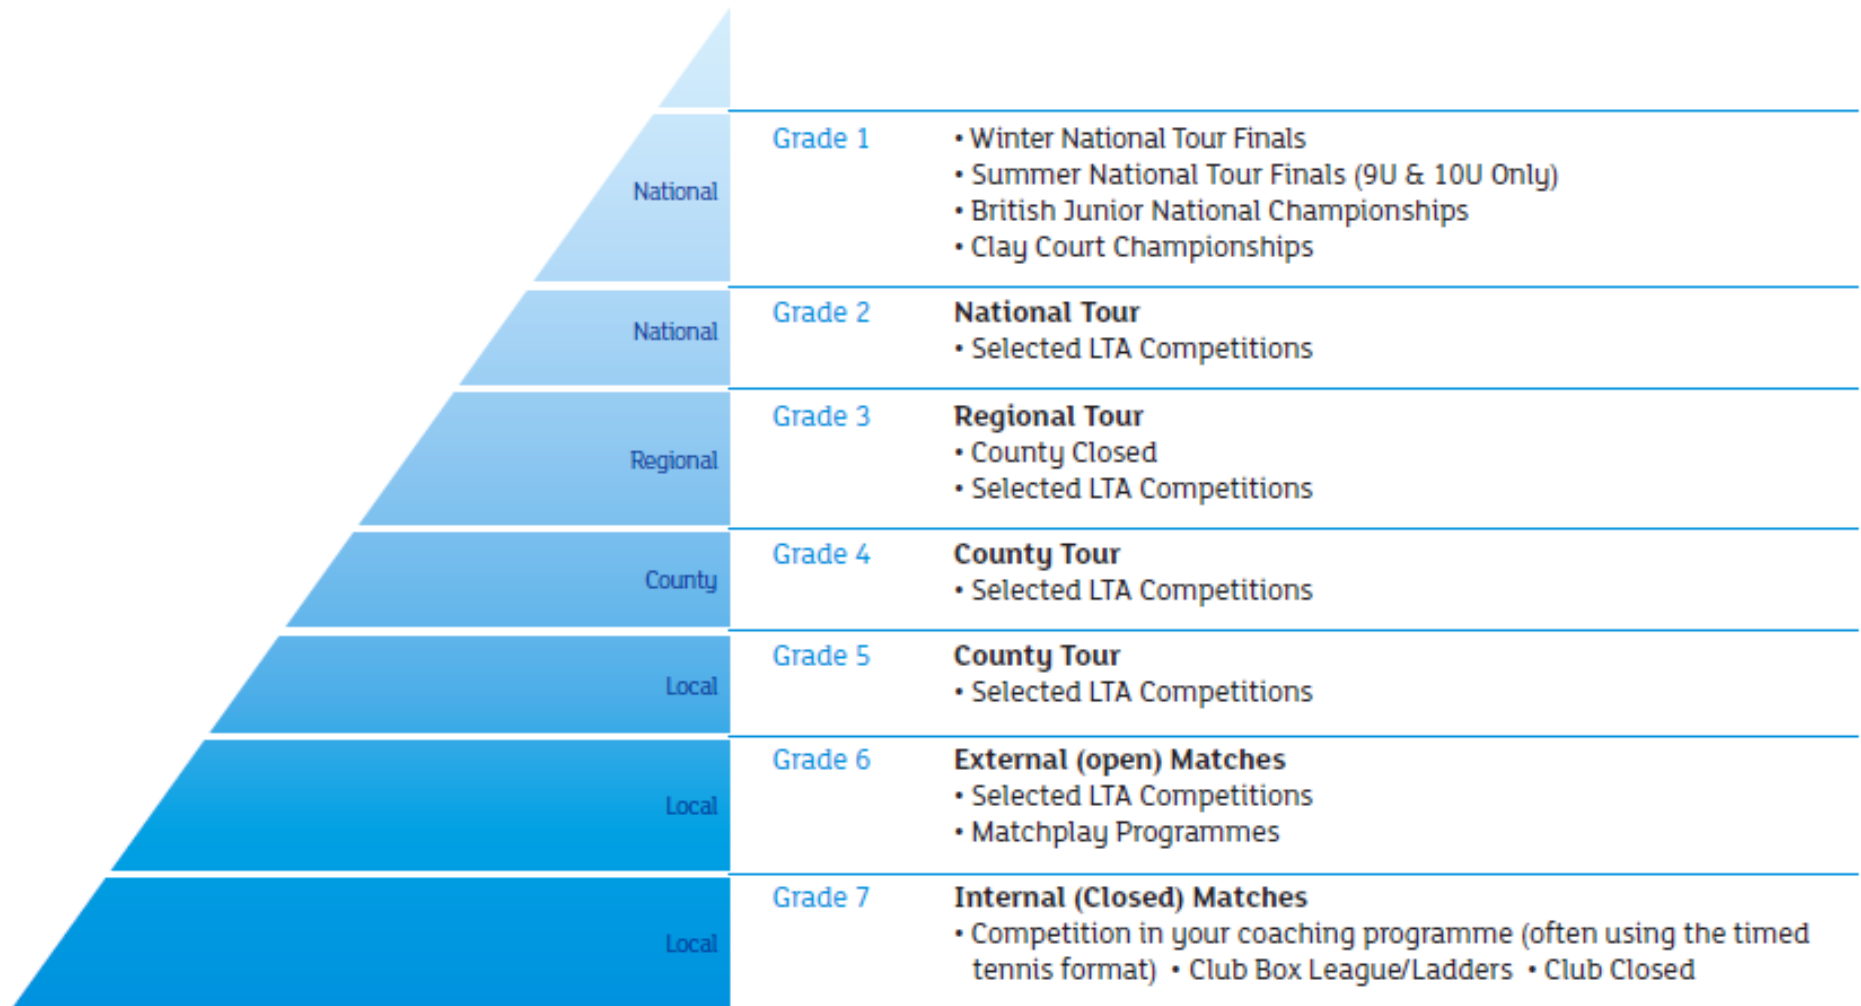 National
Grade 1
• Winter National Tour Finals
• Summer National Tour Finals (9U & 10U Only)
• British Junior National Championships
• Clay Court Championships
National
Grade 2
National Tour
• Selected LTA Competitions
Regional
Grade 3
Regional Tour
• County Closed
• Selected LTA Competitions
County
Grade 4
County Tour
• Selected LTA Competitions
Local
Grade 5
County Tour
• Selected LTA Competitions
Local
Grade 6
External (open) Matches
• Selected LTA Competitions
• Matchplay Programmes
Local
Grade 7
Internal (Closed) Matches
• Competition in your coaching programme (often using the timed
tennis format) • Club Box League/Ladders • Club Closed